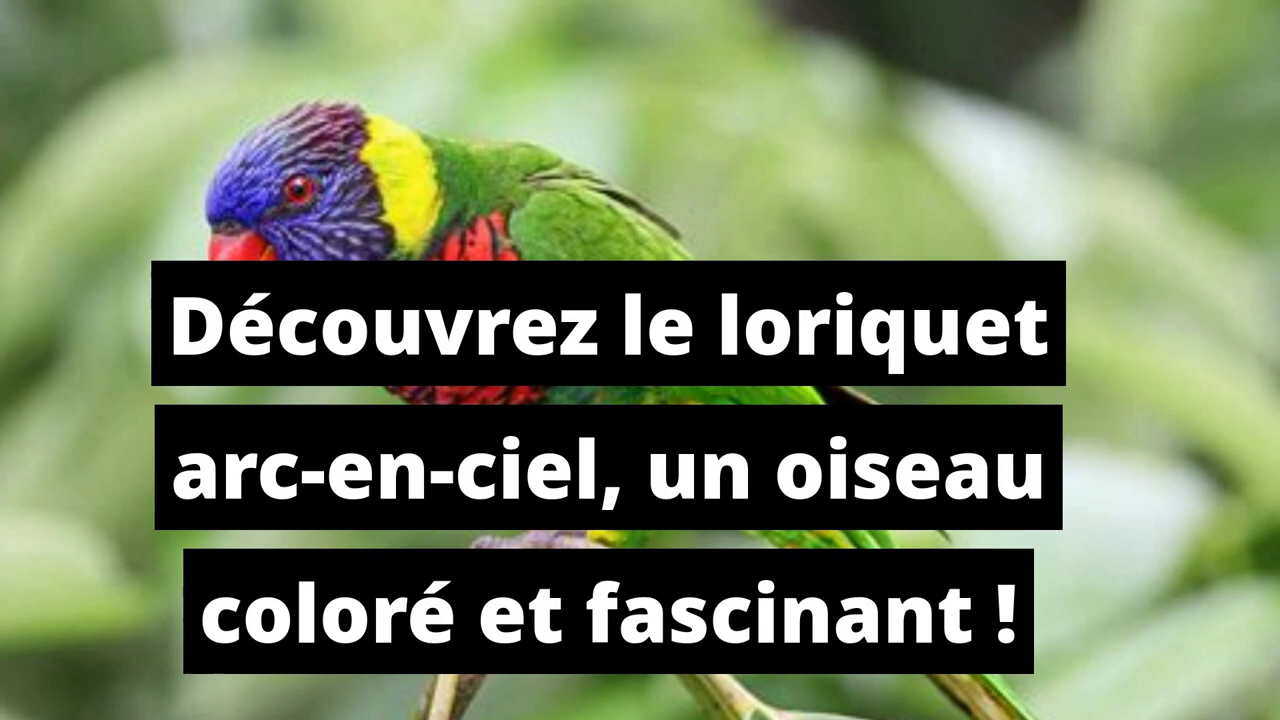 Découvrez le loriquet
arc-en-ciel, un oiseau
coloré et fascinant !